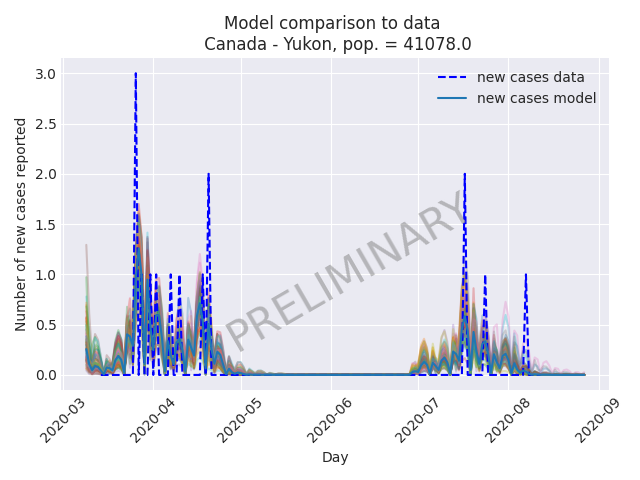 Model comparison to data
Canada - Yukon, pop. = 41078.0
new cases data
new cases model
PRELIMINARY
Number of new cases reported
3.0
2.5
2.0
1.5
1.0
0.5
0.0
2020-03
2020-04
2020-05
2020-06
2020-07
2020-08
2020-09
Day